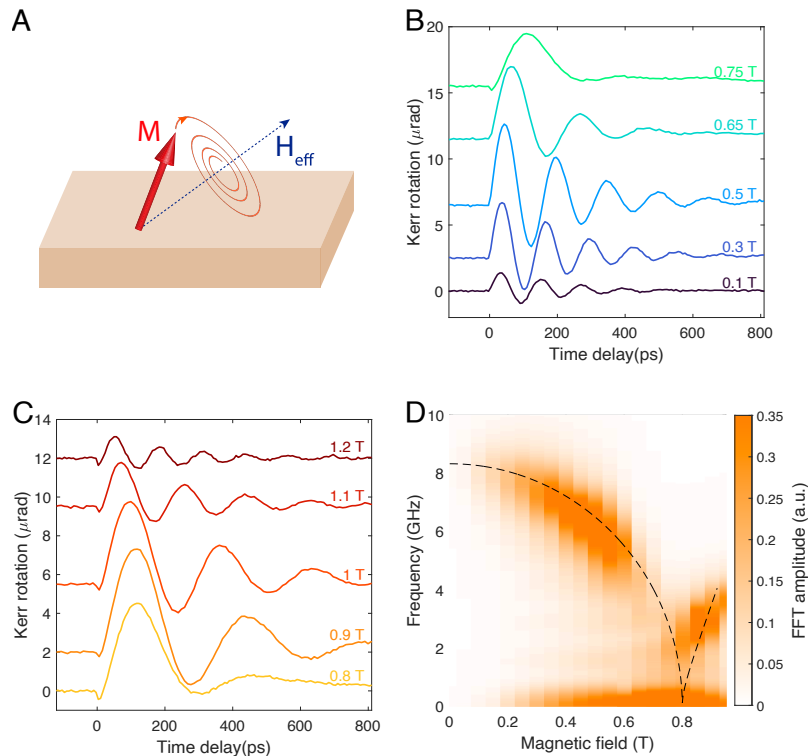 A
M
H eff
B
20
15
10
5
0
Kerr rotation (μrad)
0.75 T
0.65 T
0.5 T
0.3 T
0.1 T
0 200 400 600 800
Time delay(ps)
C
14
12
10
8
6
4
2
0
Kerr rotation (μrad)
1.2 T
1.1 T
1 T
0.9 T
0.8 T
0 200 400 600 800
Time delay(ps)
D
10
8
6
4
2
0
Frequency (GHz)
0 0.2 0.4 0.6 0.8
Magnetic field (T)
0.35
0.3
0.25
0.2
0.15
0.1
0.05
0
FFT amplitude (a.u.)